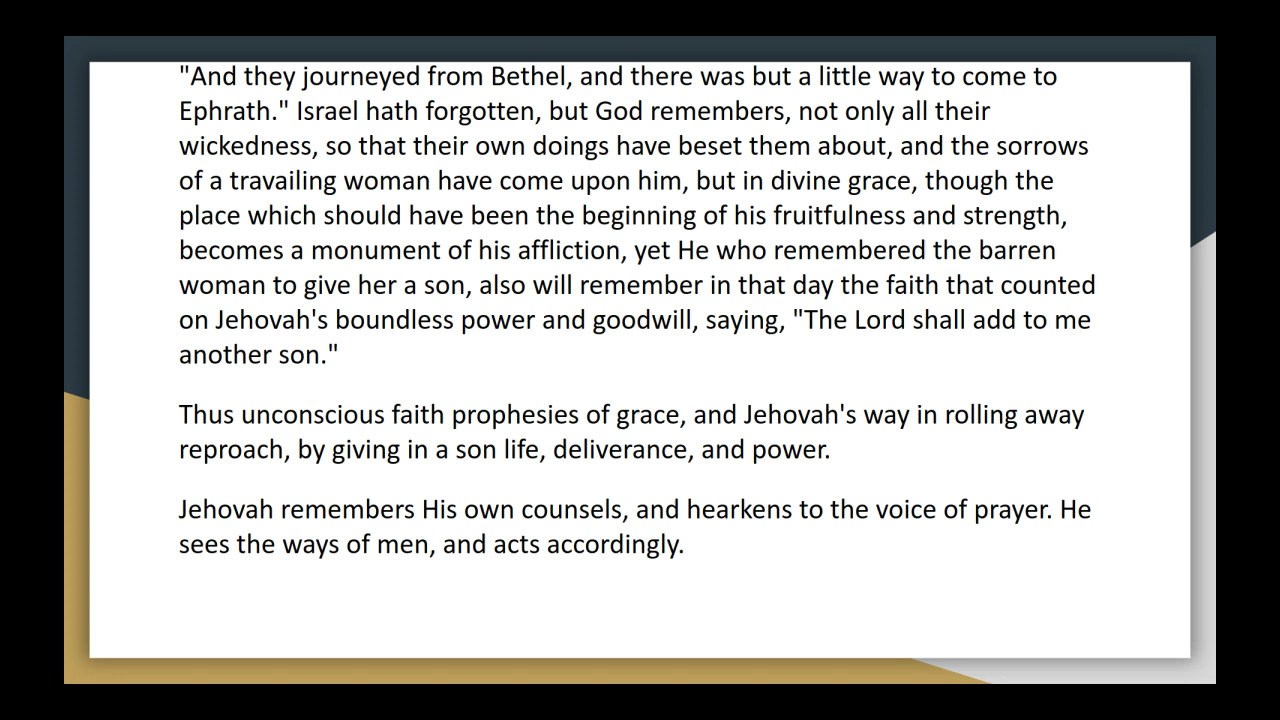 "And they journeyed from Bethel, and there was but a little way to come to
Ephrath." Israel hath forgotten, but God remembers, not only all their
wickedness, so that their own doings have beset them about, and the sorrows
of a travailing woman have come upon him, but in divine grace, though the
place which should have been the beginning of his fruitfulness and strength,
becomes a monument of his affliction, yet He who remembered the barren
woman to give her a son, also will remember in that day the faith that counted
on Jehovah's boundless power and goodwill, saying, "The Lord shall add to me
another son."
Thus unconscious faith prophesies of grace, and Jehovah's way in rolling away
reproach, by giving in a son life, deliverance, and power.
Jehovah remembers His own counsels, and hearkens to the voice of prayer. He
sees the ways of men, and acts accordingly.